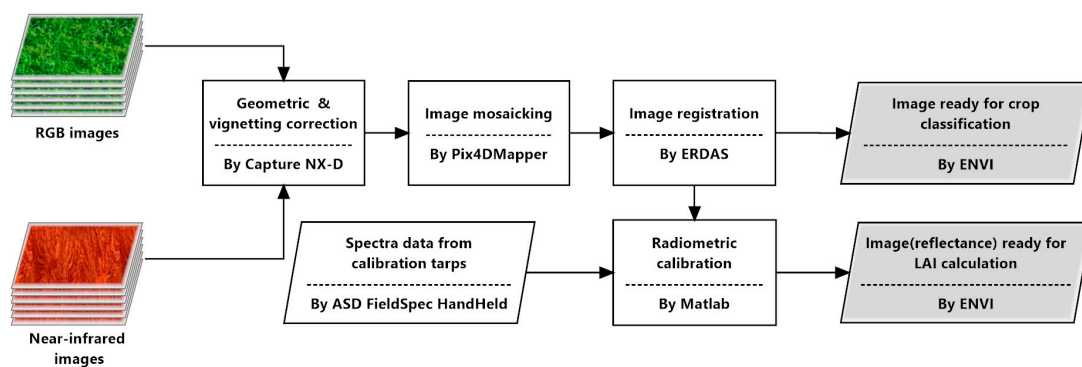 RGB images
Geometric &
vignetting correction
By Capture NX-D
Image mosaicking
By Pix4DMapper
Image registration
By ERDAS
Image ready for crop
classification
By ENVI
Near-infrared
images
Spectra data from
calibration tarps
By ASD FieldSpec HandHeld
Radiometric
calibration
By Matlab
Image(reflectance) ready for
LAI calculation
By ENVI